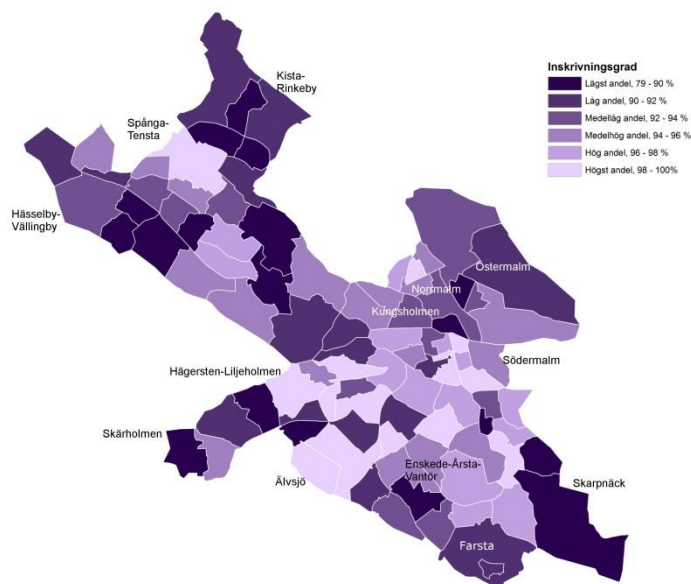 Kista-
Rinkeby
Spånga-
Tensta
Hässelby-
Vällingby
Inskrivningsgrad
Lägst andel, 79 - 90 %
Låg andel, 90 - 92 %
Medellåg andel, 92 - 94 %
Medelhög andel, 94 - 96 %
Hög andel, 96 - 98 %
Högst andel, 98 - 100%
Östermalm
Norrmalm
Kungsholmen
Södermalm
Hägersten-Liljeholmen
Skärholmen
Älvsjö
Enskede-Årsta-
Vantör
Skarpnäck
Farsta